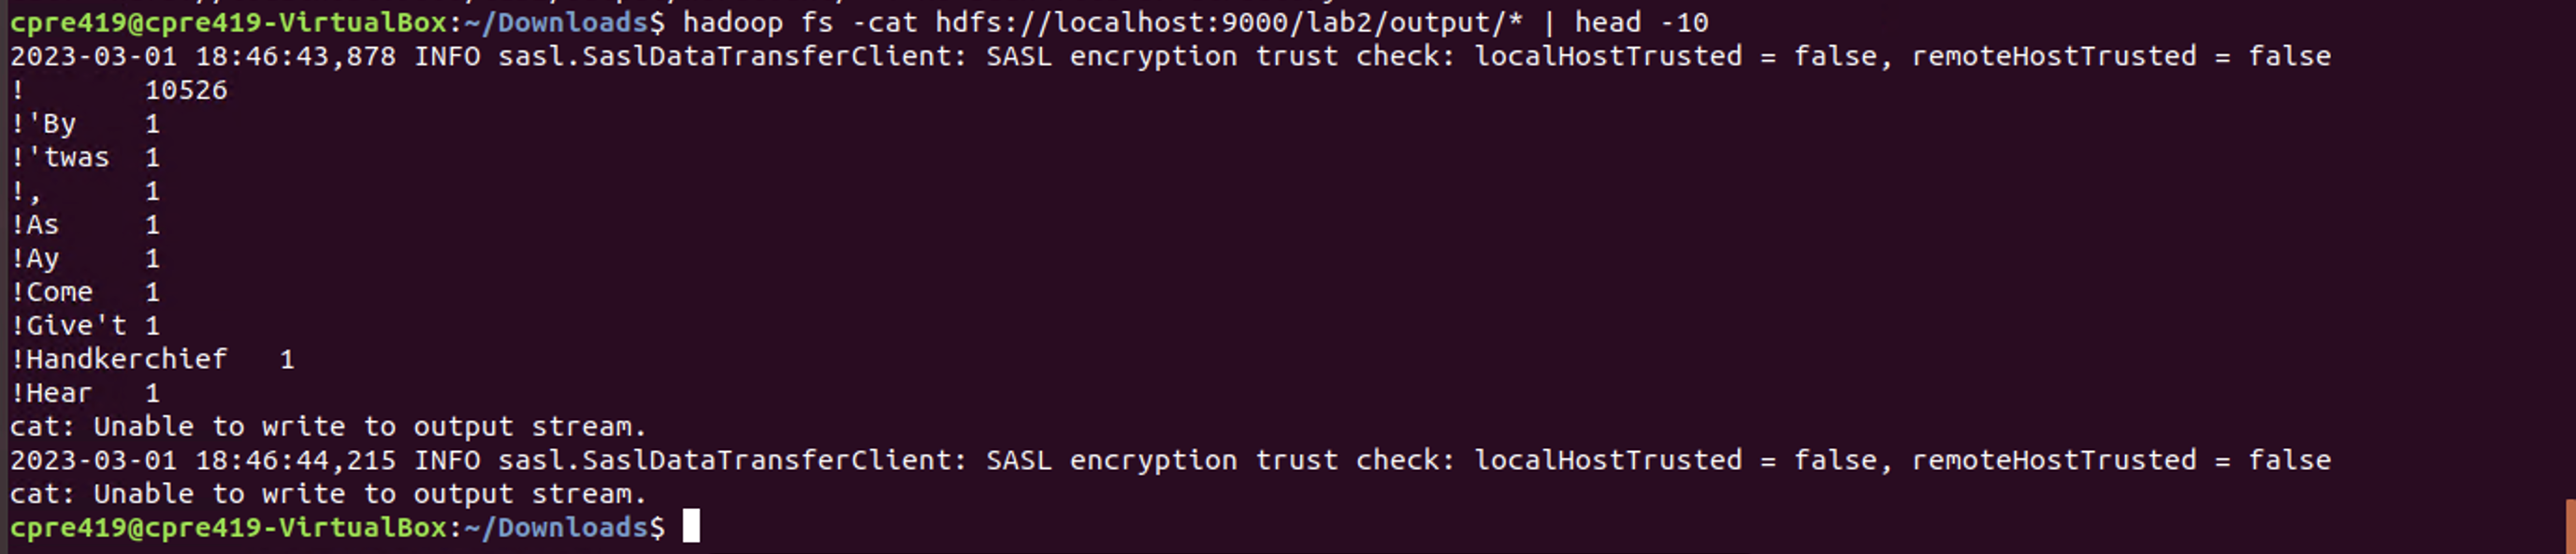 cpre419@cpre419-VirtualBox:~/Downloads$ hadoop fs -cat hdfs://localhost:9000/lab2/output/* | head -10
2023-03-01 18:46:43,878 INFO sasl.SaslDataTransferClient: SASL encryption trust check: localHostTrusted = false, remoteHostTrusted = false
!	10526
!'By	1
!'twas	1
!,	1
!As	1
!Ay	1
!Come	1
!Give't	1
!Handkerchief	1
!Hear	1
cat: Unable to write to output stream.
2023-03-01 18:46:44,215 INFO sasl.SaslDataTransferClient: SASL encryption trust check: localHostTrusted = false, remoteHostTrusted = false
cat: Unable to write to output stream.
cpre419@cpre419-VirtualBox:~/Downloads$